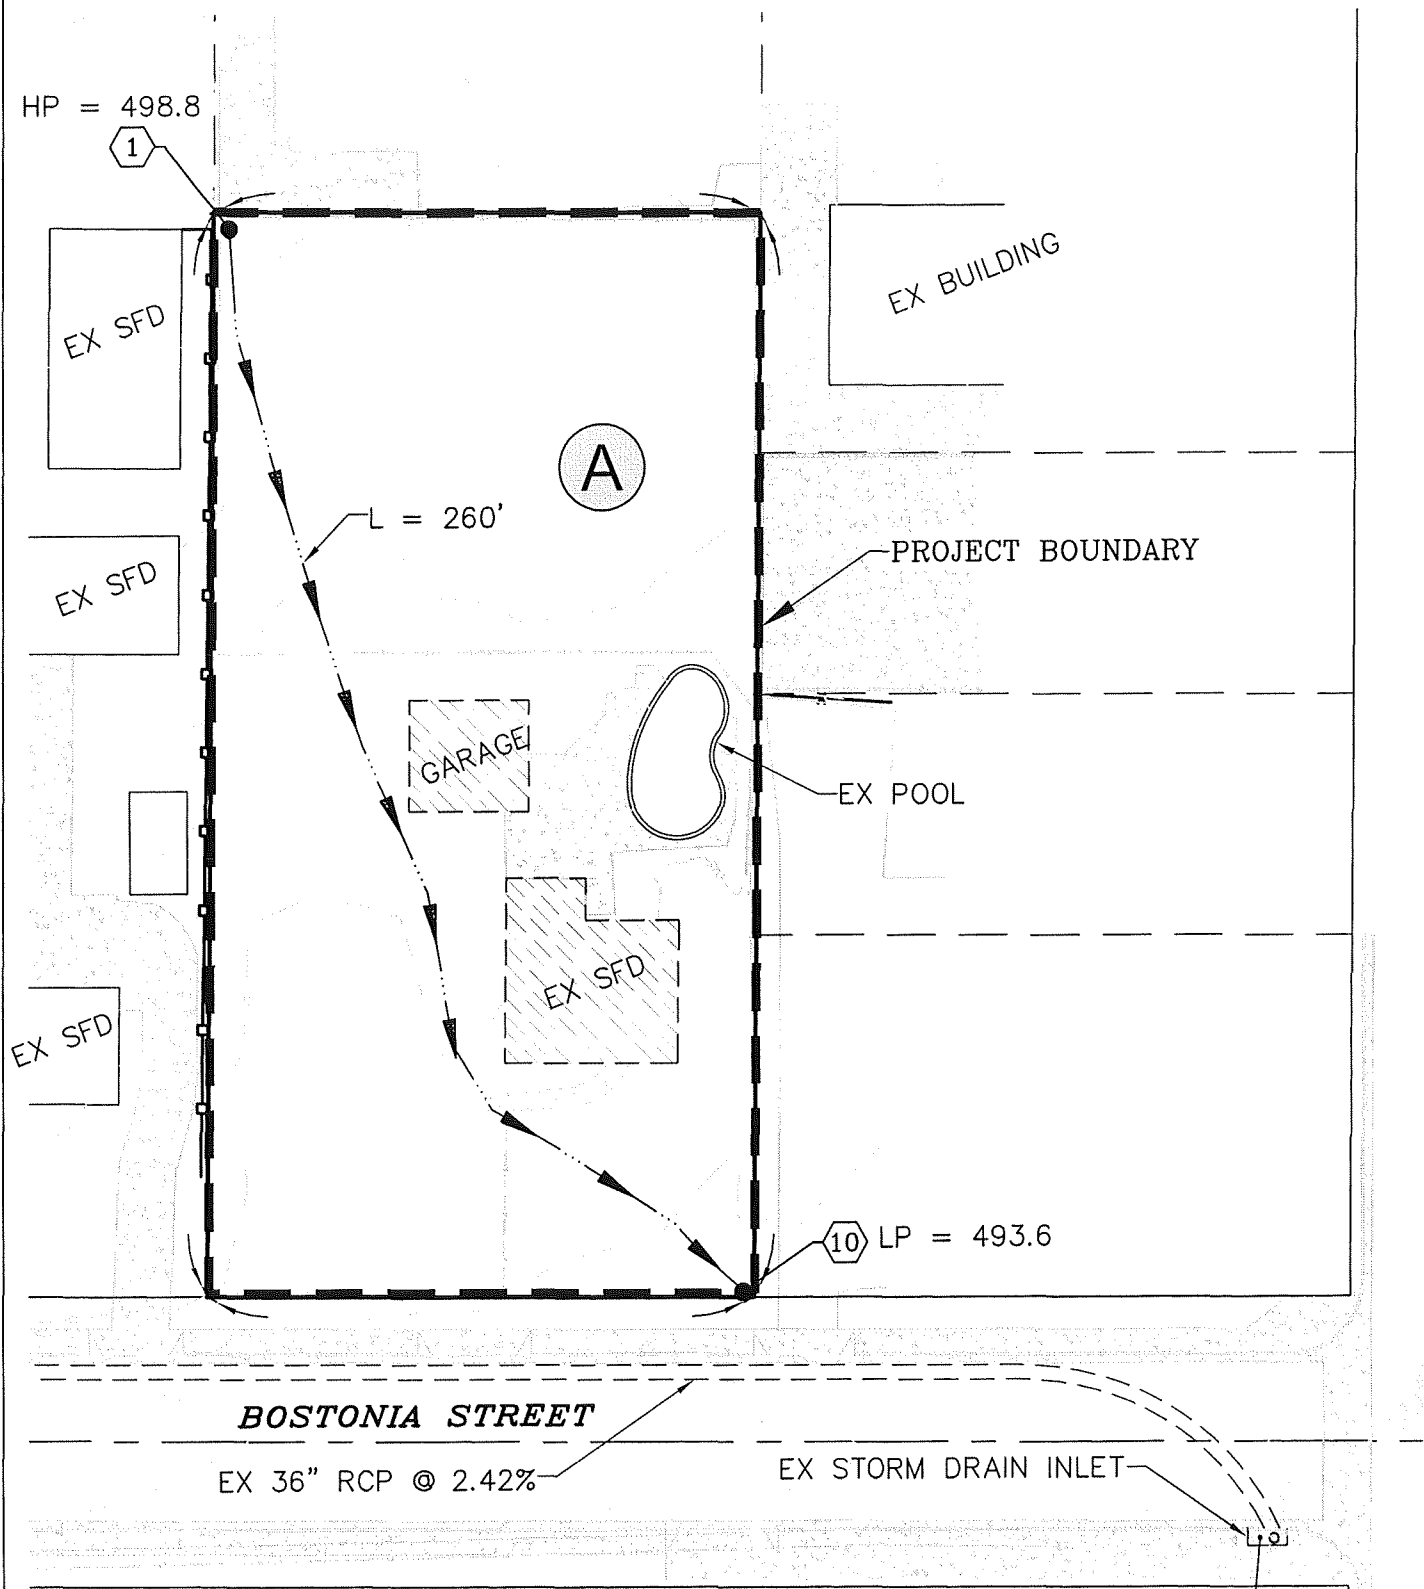 HP = 498.8
1
EX SFD
EX BUILDING
A
L = 260'
PROJECT BOUNDARY
EX SFD
GARAGE
EX POOL
EX SFD
EX SFD
10 LP = 493.6
BOSTONIA STREET
EX 36" RCP @ 2.42%
EX STORM DRAIN INLET